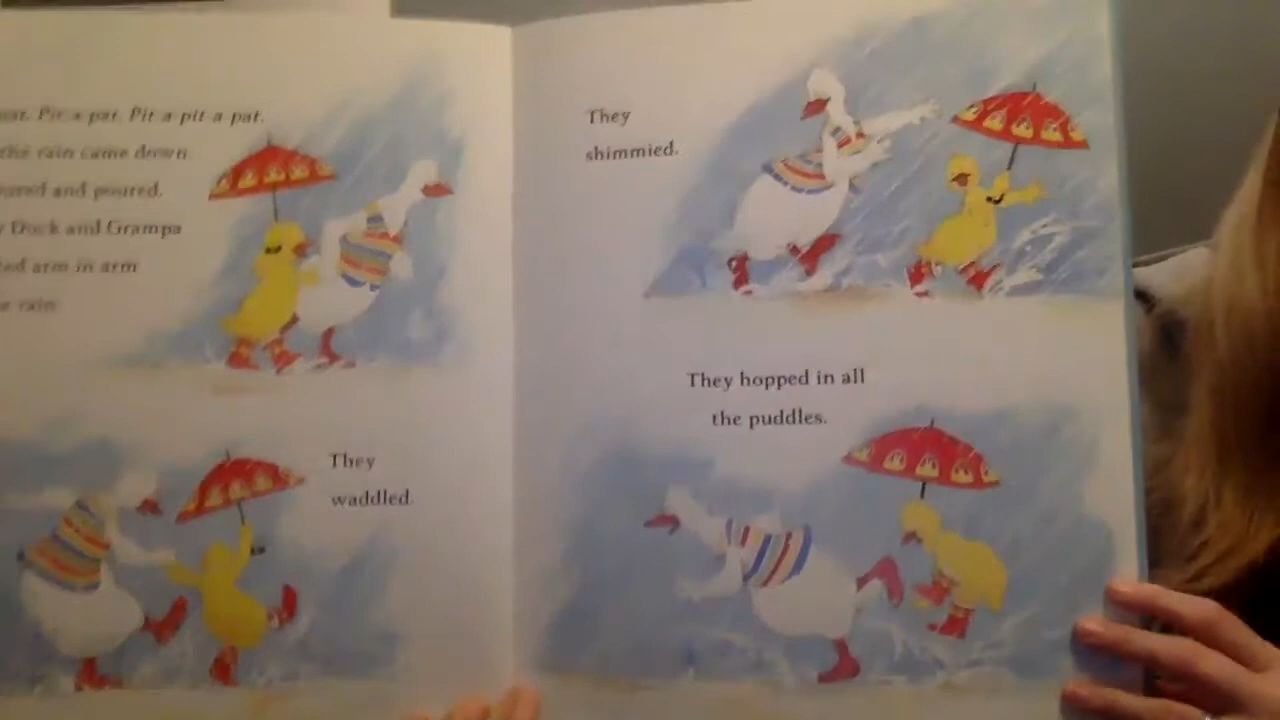 Pit a pat. Pit a pit a pat.
the rain came down
and poured.
Duck and Grampa
arm in arm
rain
They
waddled.
They
shimmied.
They hopped in all
the puddles.